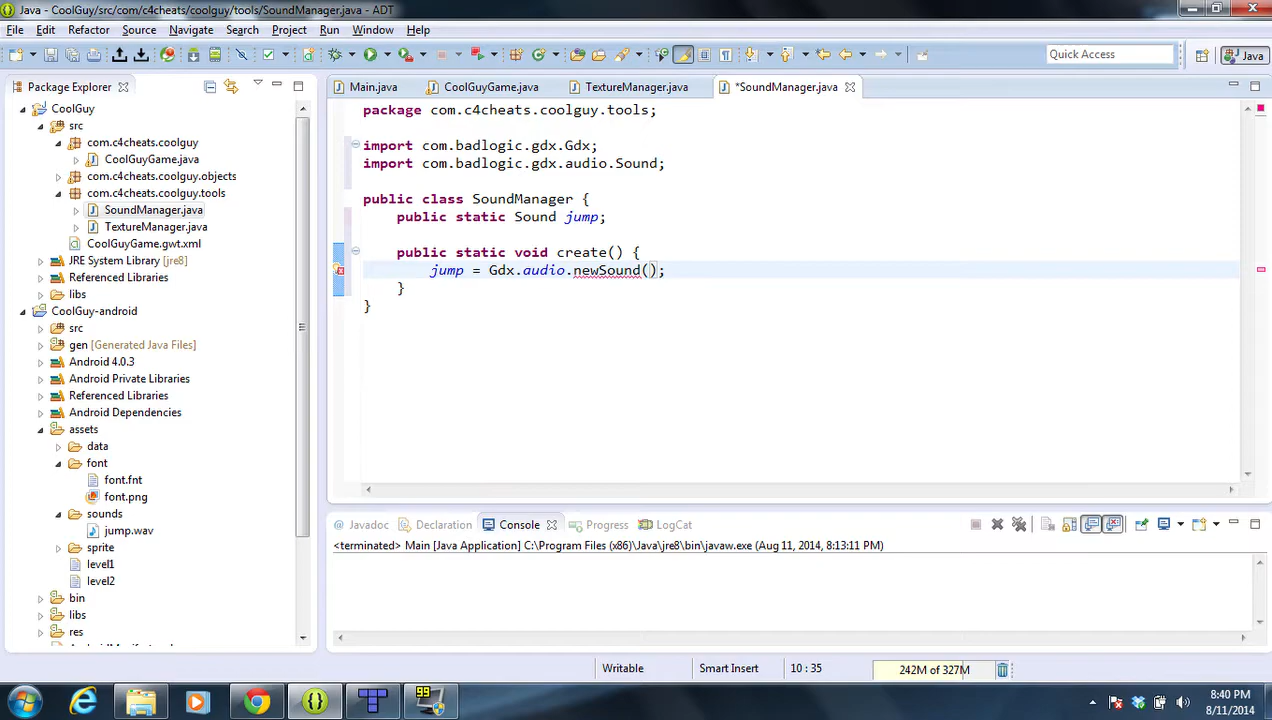 Java - CoolGuy/src/com/c4cheats/coolguy/tools/SoundManager.java - ADT
File Edit Refactor Source Navigate Search Project Run Window Help
Quick Access
Java
Package Explorer
CoolGuy
src
com.c4cheats.coolguy
CoolGuyGame.java
com.c4cheats.coolguy.objects
com.c4cheats.coolguy.tools
SoundManager.java
TextureManager.java
CoolGuyGame.gwt.xml
JRE System Library [jre8]
Referenced Libraries
libs
CoolGuy-android
src
gen [Generated Java Files]
Android 4.0.3
Android Private Libraries
Referenced Libraries
Android Dependencies
assets
data
font
font.fnt
font.png
sounds
jump.wav
sprite
level1
level2
bin
libs
res
Main.java CoolGuyGame.java TextureManager.java *SoundManager.java
package com.c4cheats.coolguy.tools;
import com.badlogic.gdx.Gdx;
import com.badlogic.gdx.audio.Sound;
public class SoundManager {
public static Sound jump;
public static void create() {
jump = Gdx.audio.newSound();
}
}
@ Javadoc Declaration Console Progress LogCat
<terminated> Main [Java Application] C:\Program Files (x86)\Java\jre8\bin\javaw.exe (Aug 11, 2014, 8:13:11 PM)
Writable Smart Insert 10 : 35 242M of 327M
99
8:40 PM
8/11/2014